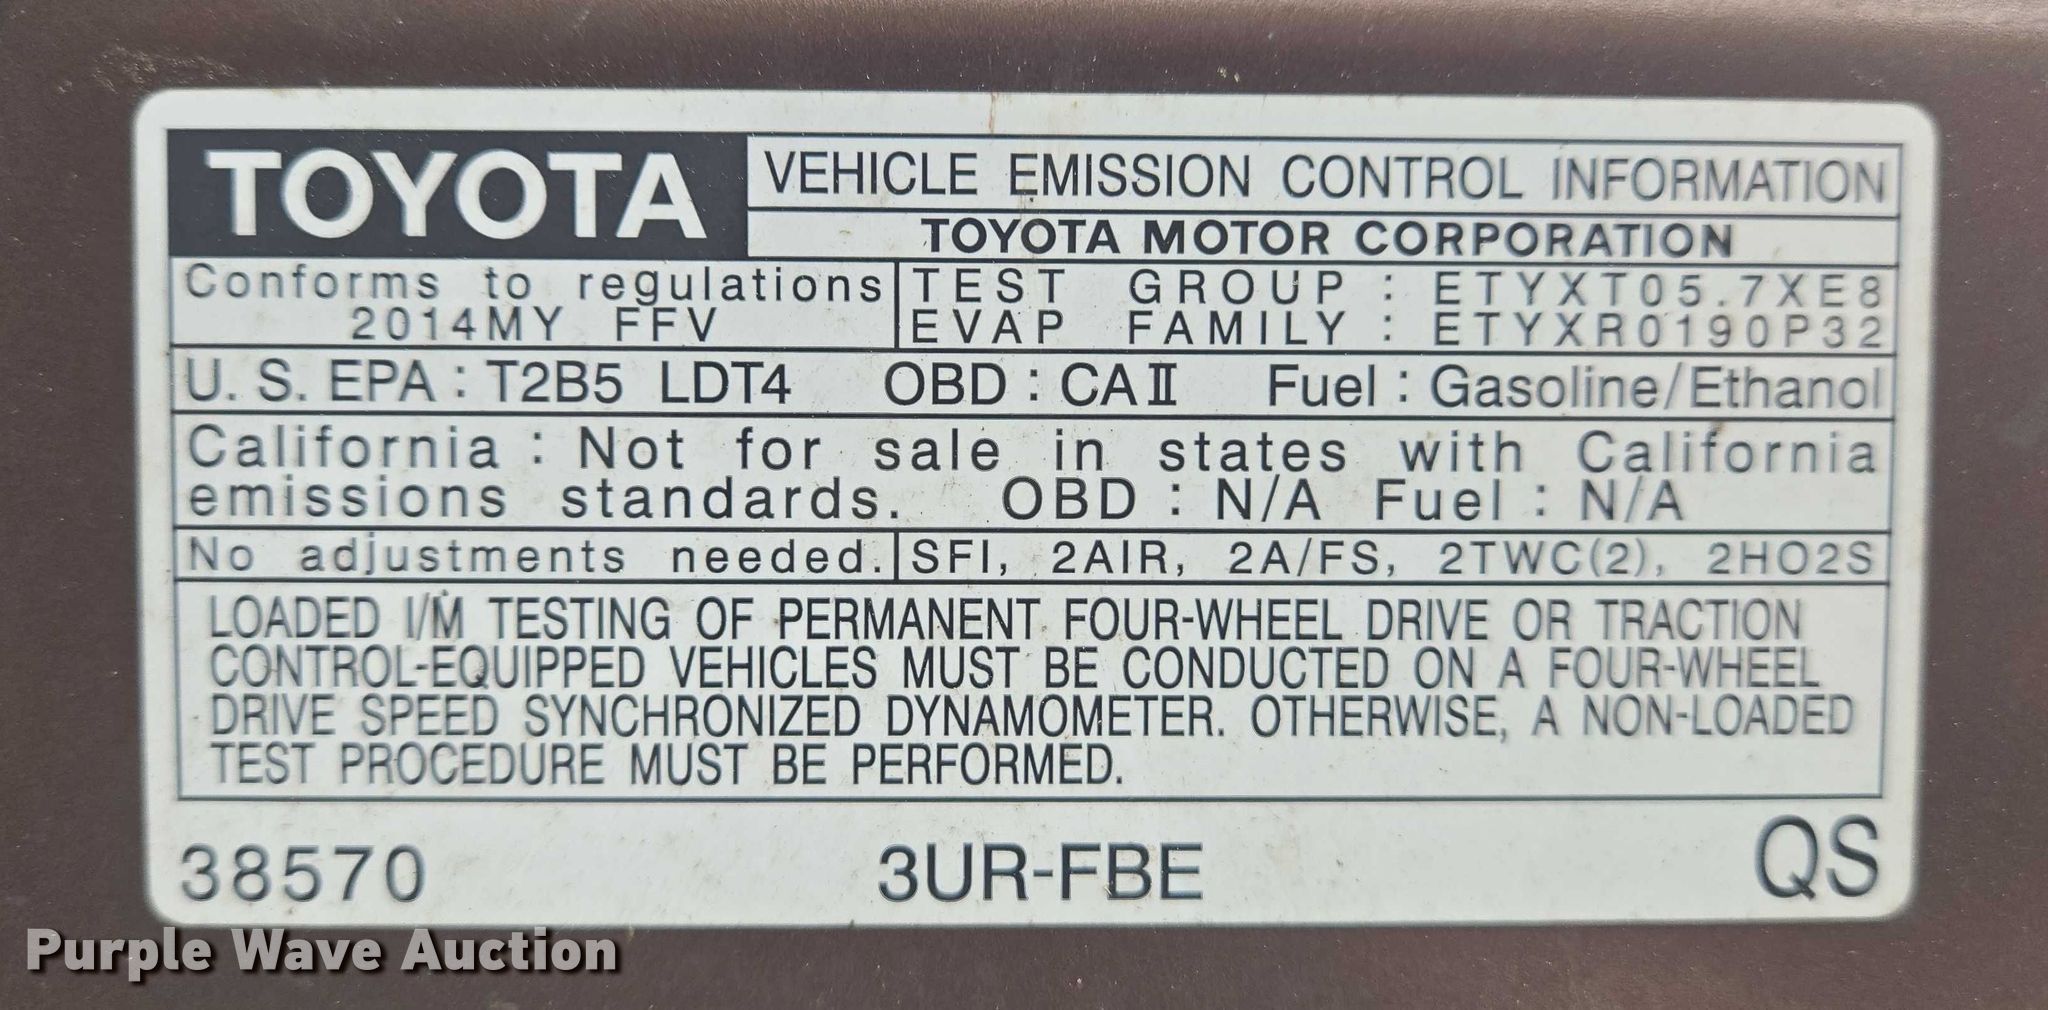 TOYOTA
VEHICLE EMISSION CONTROL INFORMATION
TOYOTA MOTOR CORPORATION
Conforms to regulations
2014MY FFV
TEST GROUP : ETYXT05.7XE8
EVAP FAMILY : ETYXR0190P32
U. S. EPA : T2B5 LDT4 OBD : CAⅡ Fuel : Gasoline/Ethanol
California : Not for sale in states with California
emissions standards. OBD : N/A Fuel : N/A
No adjustments needed. SFI, 2AIR, 2A/FS, 2TWC(2), 2HO2S
LOADED I/M TESTING OF PERMANENT FOUR-WHEEL DRIVE OR TRACTION
CONTROL-EQUIPPED VEHICLES MUST BE CONDUCTED ON A FOUR-WHEEL
DRIVE SPEED SYNCHRONIZED DYNAMOMETER. OTHERWISE, A NON-LOADED
TEST PROCEDURE MUST BE PERFORMED.
38570 3UR-FBE QS
Purple Wave Auction